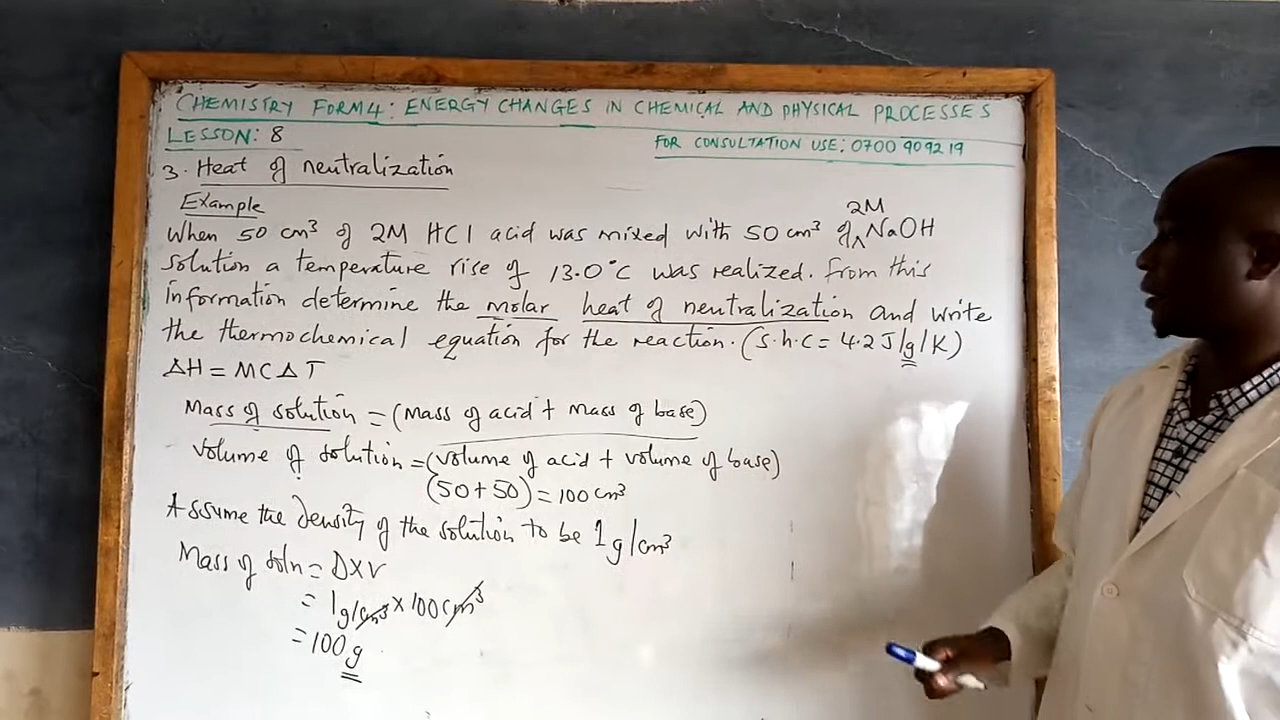 CHEMISTRY FORM 4: ENERGY CHANGES IN CHEMICAL AND PHYSICAL PROCESSES
LESSON: 8
FOR CONSULTATION USE: 0700 909219
3. Heat of neutralization
Example
When 50 cm³ of 2M HCl acid was mixed with 50 cm³ of 2M NaOH
solution a temperature rise of 13.0°C was realized. From this
information determine the molar heat of neutralization and write
the thermochemical equation for the reaction. (S.h.c = 4.2 J/g/K)
ΔH = MCΔT
Mass of solution = (mass of acid + mass of base)
Volume of solution = (volume of acid + volume of base)
(50+50) = 100 cm³
Assume the density of the solution to be 1g/cm³
Mass of soln = D×V
= 1g/cm³ × 100 cm³
= 100 g